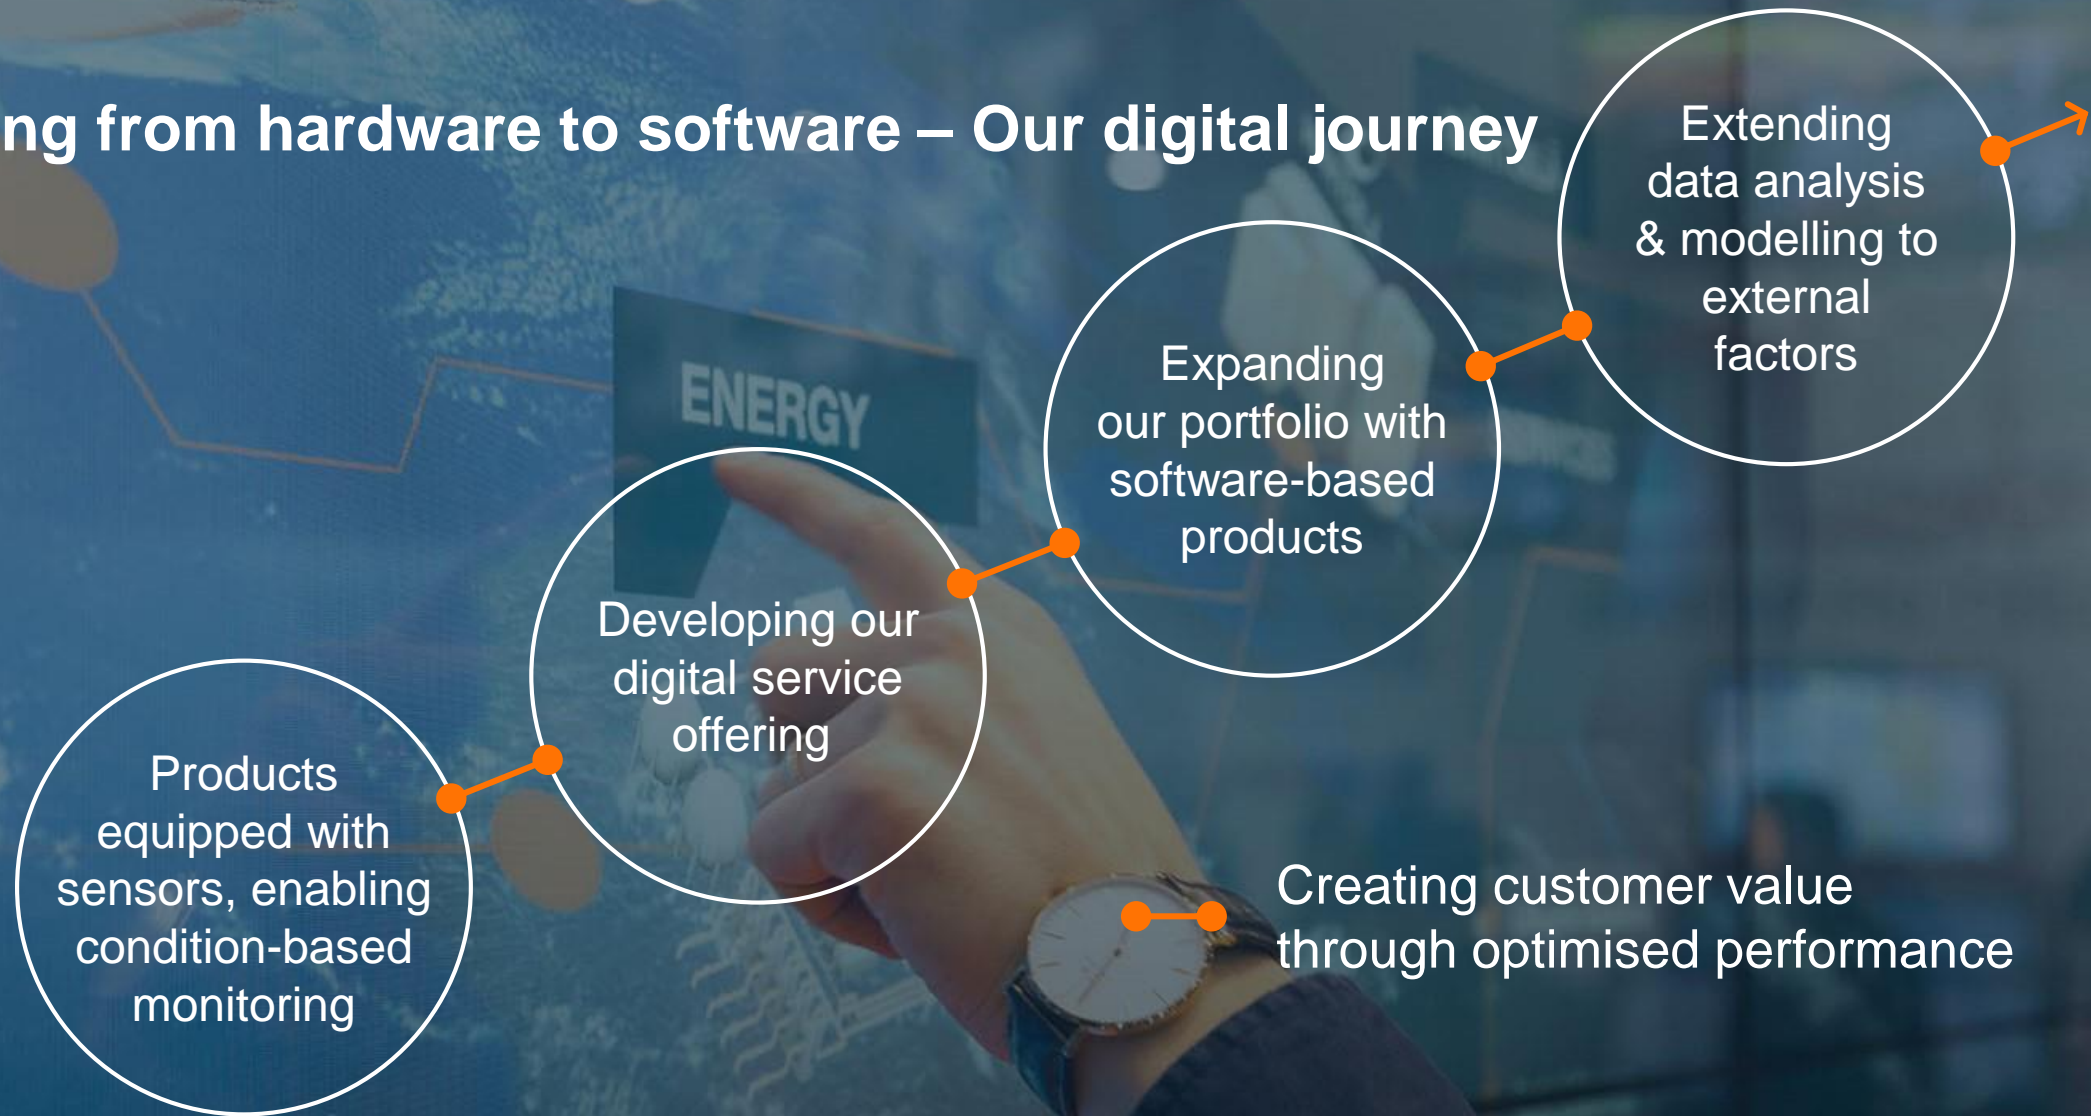 ng from hardware to software – Our digital journey
Extending
data analysis
& modelling to
external
factors
Expanding
our portfolio with
software-based
products
ENERGY
Developing our
digital service
offering
Products
equipped with
sensors, enabling
condition-based
monitoring
Creating customer value
through optimised performance